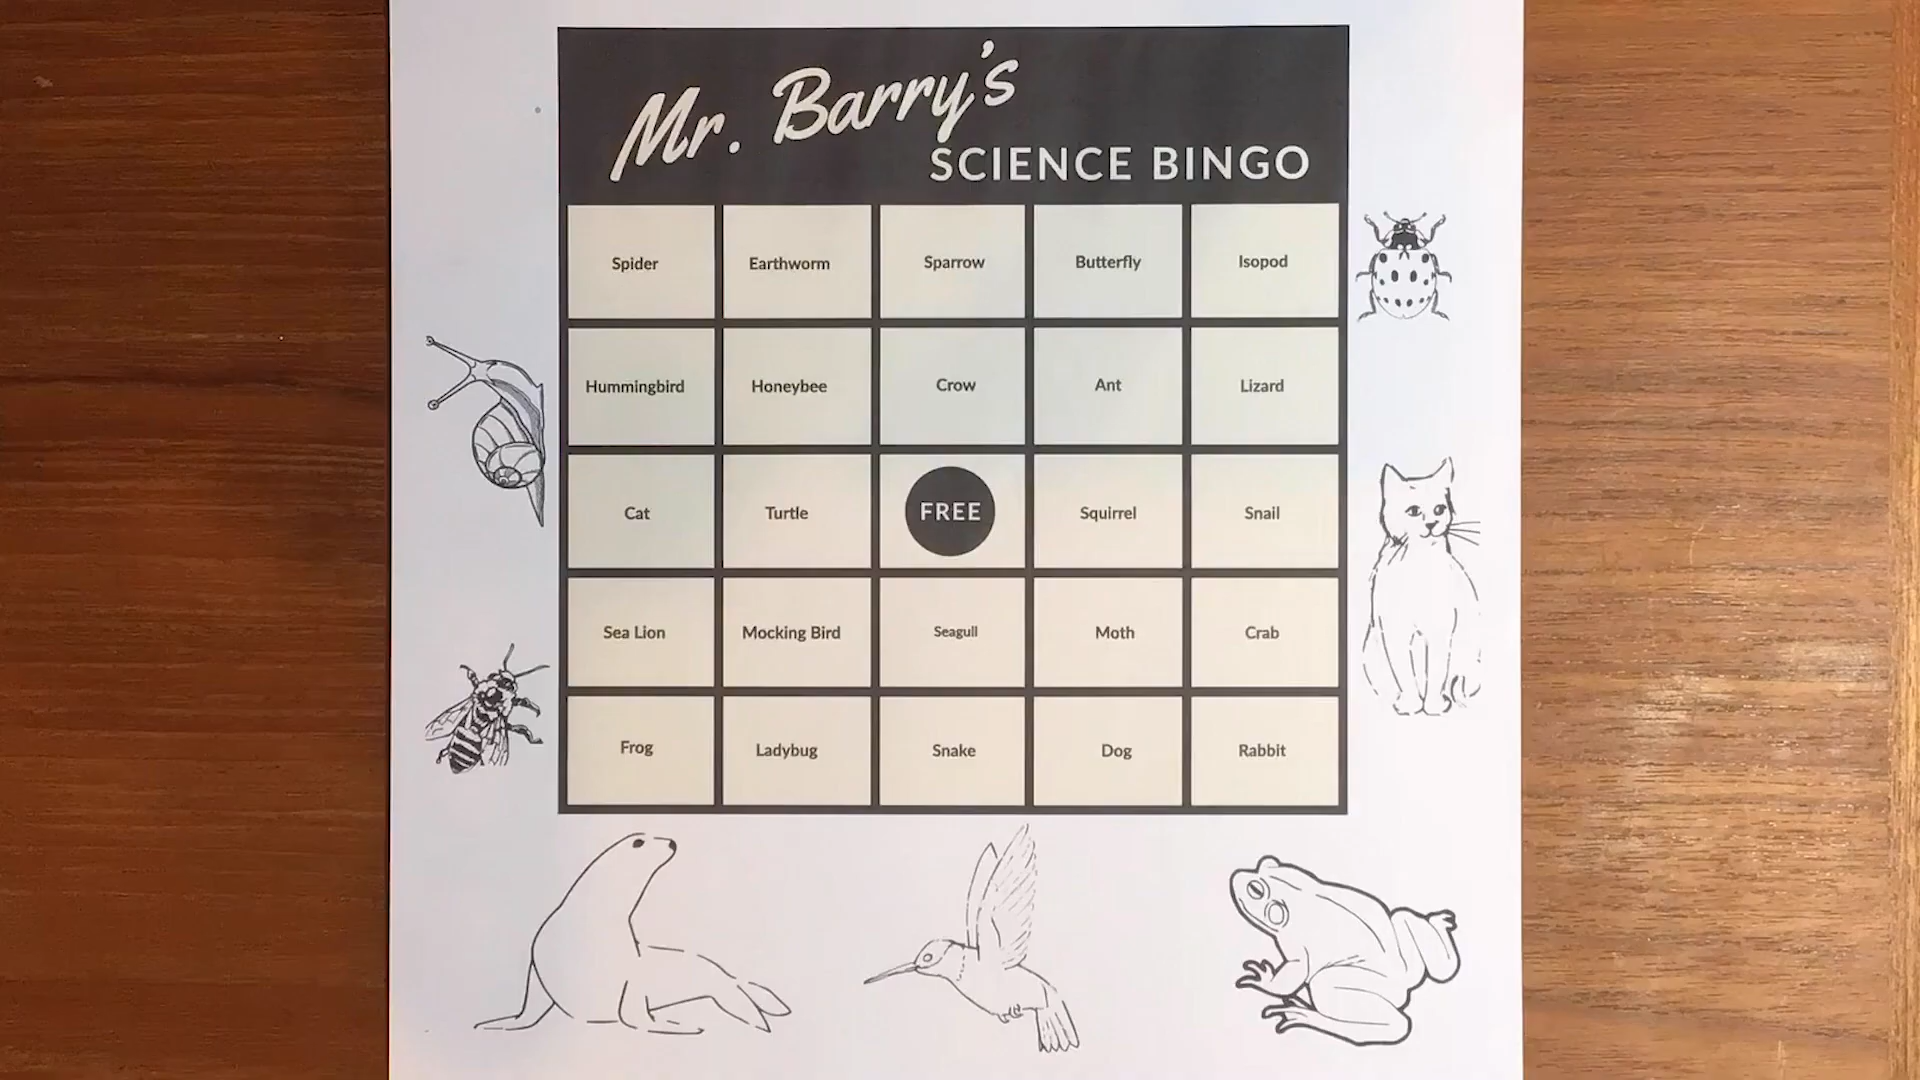 Mr. Barry's
SCIENCE BINGO
Spider Earthworm Sparrow Butterfly Isopod
Hummingbird Honeybee Crow Ant Lizard
Cat Turtle FREE Squirrel Snail
Sea Lion Mocking Bird Seagull Moth Crab
Frog Ladybug Snake Dog Rabbit